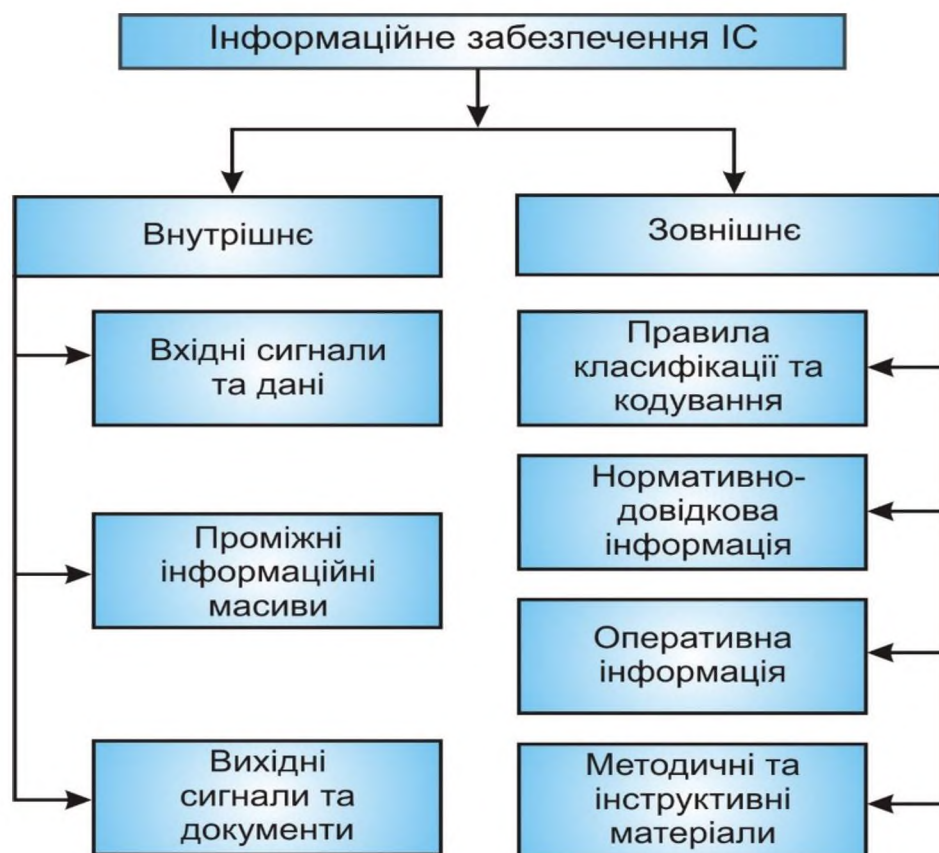 Інформаційне забезпечення ІС
Внутрішнє
Зовнішнє
Вхідні сигнали
та дані
Проміжні
інформаційні
масиви
Вихідні
сигнали та
документи
Правила
класифікації та
кодування
Нормативно-
довідкова
інформація
Оперативна
інформація
Методичні та
інструктивні
матеріали